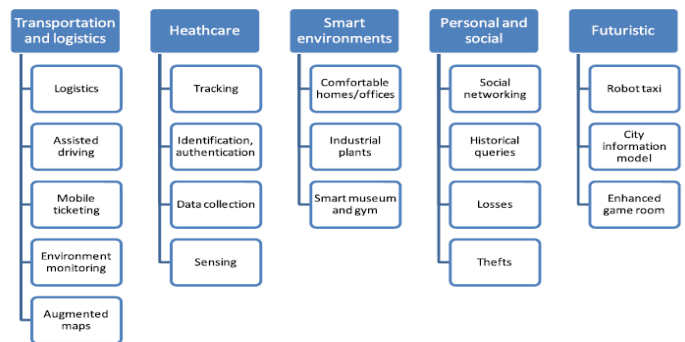 Transportation
and logistics
Logistics
Assisted
driving
Mobile
ticketing
Environment
monitoring
Augmented
maps
Heathcare
Tracking
Identification,
authentication
Data collection
Sensing
Smart
environments
Comfortable
homes/offices
Industrial
plants
Smart museum
and gym
Personal and
social
Social
networking
Historical
queries
Losses
Thefts
Futuristic
Robot taxi
City
information
model
Enhanced
game room